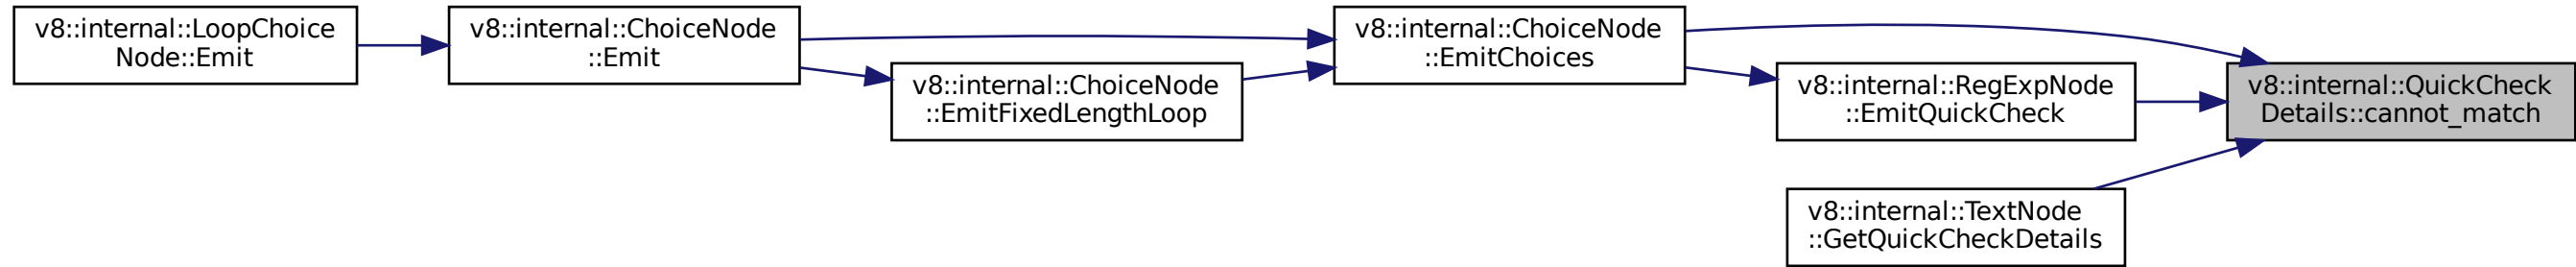 v8::internal::LoopChoice
Node::Emit
v8::internal::ChoiceNode
::Emit
v8::internal::ChoiceNode
::EmitFixedLengthLoop
v8::internal::ChoiceNode
::EmitChoices
v8::internal::RegExpNode
::EmitQuickCheck
v8::internal::TextNode
::GetQuickCheckDetails
v8::internal::QuickCheck
Details::cannot_match